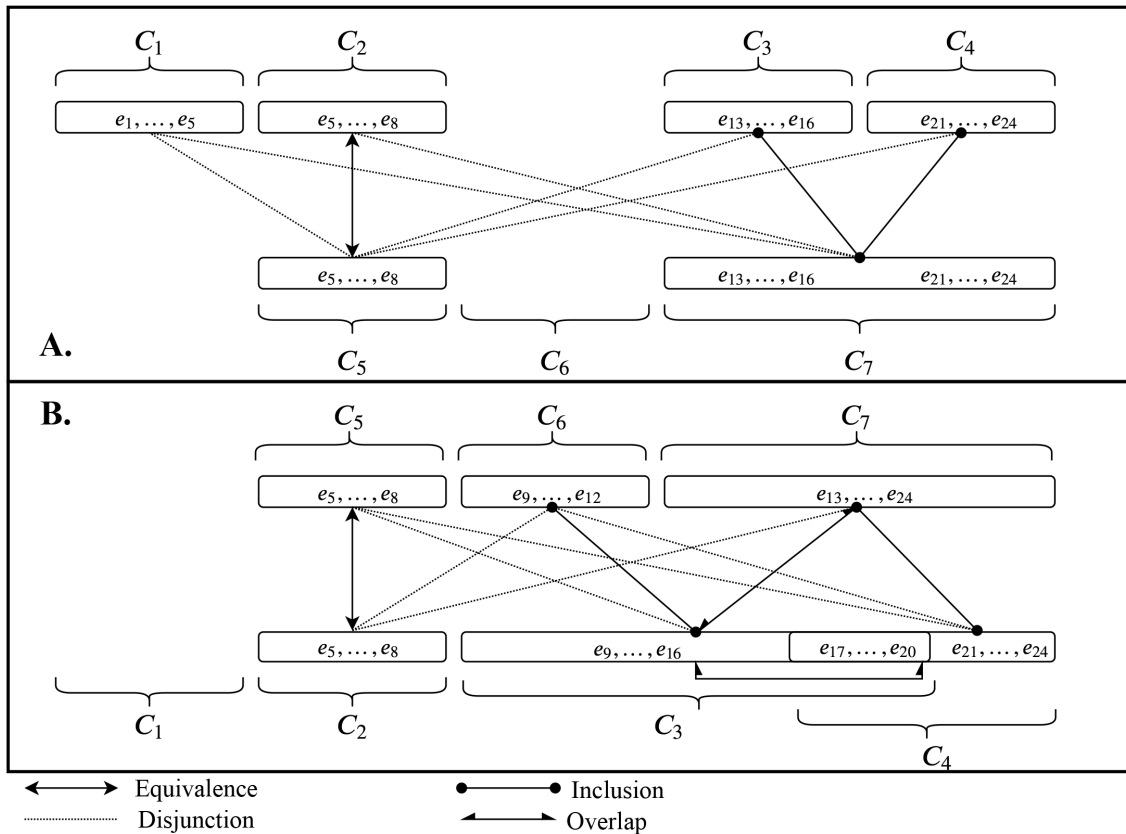 C₁ C₂ C₃ C₄
e₁,…,e₅ e₅,…,e₈ e₁₃,…,e₁₆ e₂₁,…,e₂₄
e₅,…,e₈ e₁₃,…,e₁₆ e₂₁,…,e₂₄
A.
C₅ C₆ C₇
B.
C₅ C₆ C₇
e₅,…,e₈ e₉,…,e₁₂ e₁₃,…,e₂₄
e₅,…,e₈ e₉,…,e₁₆ e₁₇,…,e₂₀ e₂₁,…,e₂₄
C₁ C₂ C₃
C₄
Equivalence Inclusion
Disjunction Overlap